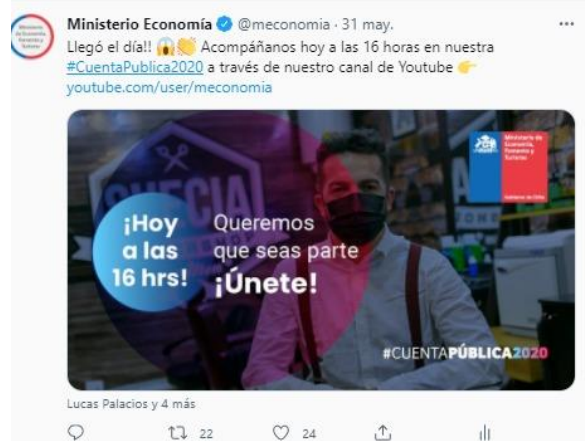 Ministerio Economía @meconomia · 31 may.
Llegó el día!! 😱👏 Acompáñanos hoy a las 16 horas en nuestra
#CuentaPublica2020 a través de nuestro canal de Youtube 👉
youtube.com/user/meconomia
Ministerio de
Economía,
Fomento y
Turismo
Gobierno de Chile
¡Hoy
a las
16 hrs!
Queremos
que seas parte
¡Únete!
#CUENTAPÚBLICA2020
Lucas Palacios y 4 más
22
24